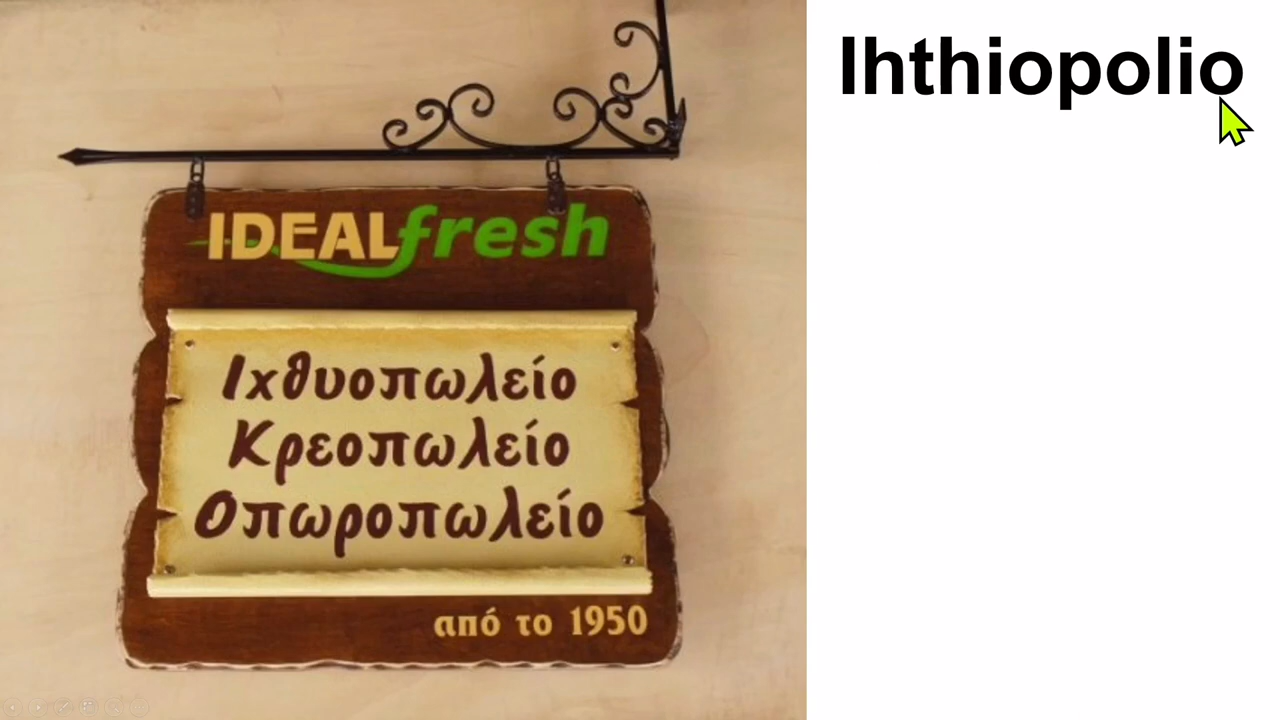 Ihthiopolio
IDEALfresh
Ιχθυοπωλείο
Κρεοπωλείο
Οπωροπωλείο
από το 1950